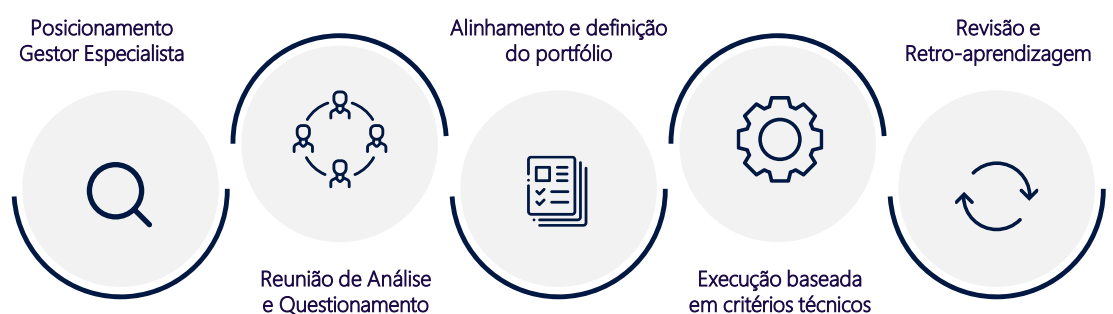 Posicionamento
Gestor Especialista
Reunião de Análise
e Questionamento
Alinhamento e definição
do portfólio
Execução baseada
em critérios técnicos
Revisão e
Retro-aprendizagem